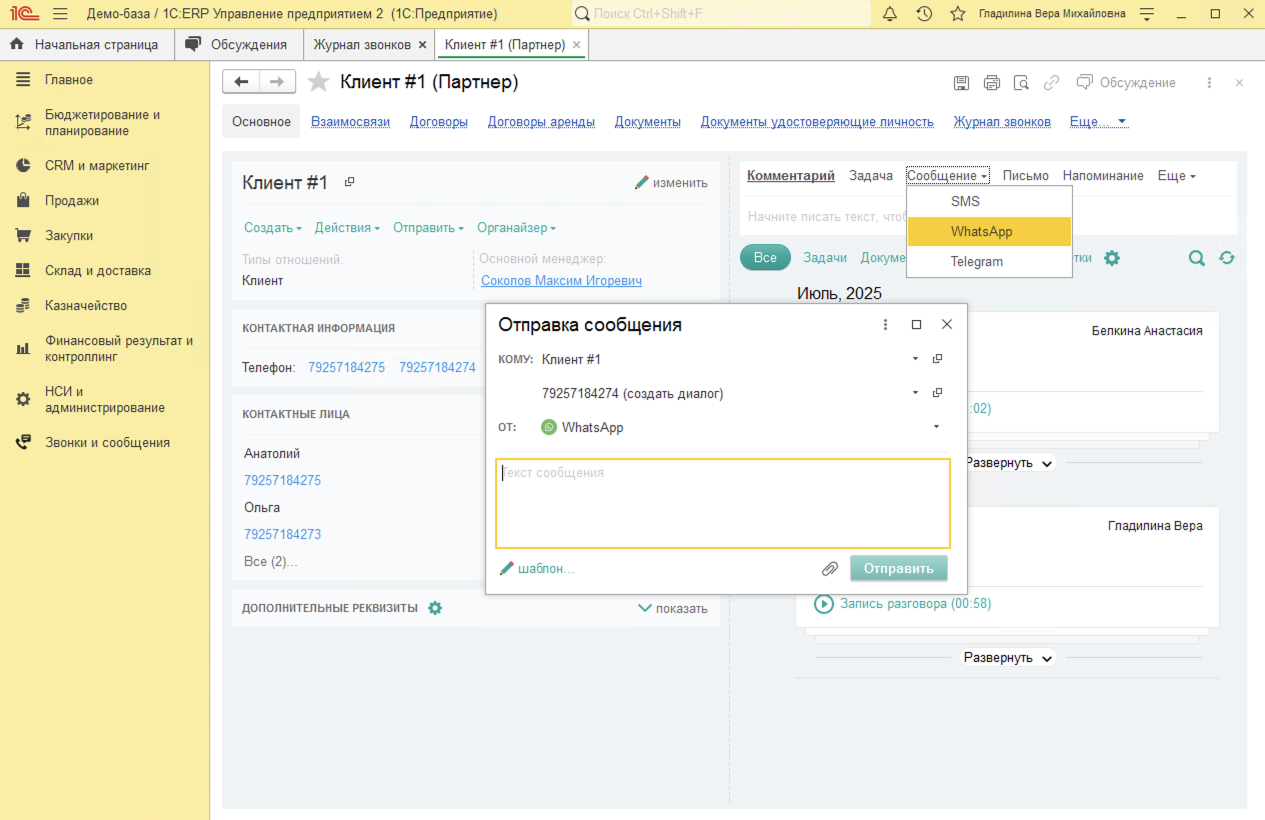 1С Демо-база / 1С:ERP Управление предприятием 2 (1С:Предприятие) Поиск Ctrl+Shift+F Гладилина Вера Михайловна
Начальная страница Обсуждения Журнал звонков × Клиент #1 (Партнер) ×
Главное
Бюджетирование и
планирование
CRM и маркетинг
Продажи
Закупки
Склад и доставка
Казначейство
Финансовый результат и
контроллинг
НСИ и
администрирование
Звонки и сообщения
Клиент #1 (Партнер) Обсуждение
Основное Взаимосвязи Договоры Договоры аренды Документы Документы удостоверяющие личность Журнал звонков Еще...
Клиент #1 изменить
Создать Действия Отправить Органайзер
Типы отношений: Основной менеджер:
Клиент Соколов Максим Игоревич
КОНТАКТНАЯ ИНФОРМАЦИЯ
Телефон: 79257184275 79257184274
КОНТАКТНЫЕ ЛИЦА
Анатолий
79257184275
Ольга
79257184273
Все (2)...
ДОПОЛНИТЕЛЬНЫЕ РЕКВИЗИТЫ показать
Комментарий Задача Сообщение Письмо Напоминание Еще
SMS
WhatsApp
Telegram
Начните писать текст, чтоб
Все Задачи Докуме тки
Июль, 2025
Белкина Анастасия
:02)
Развернуть
Гладилина Вера
Запись разговора (00:58)
Развернуть
Отправка сообщения
КОМУ: Клиент #1
79257184274 (создать диалог)
ОТ: WhatsApp
Текст сообщения
шаблон... Отправить